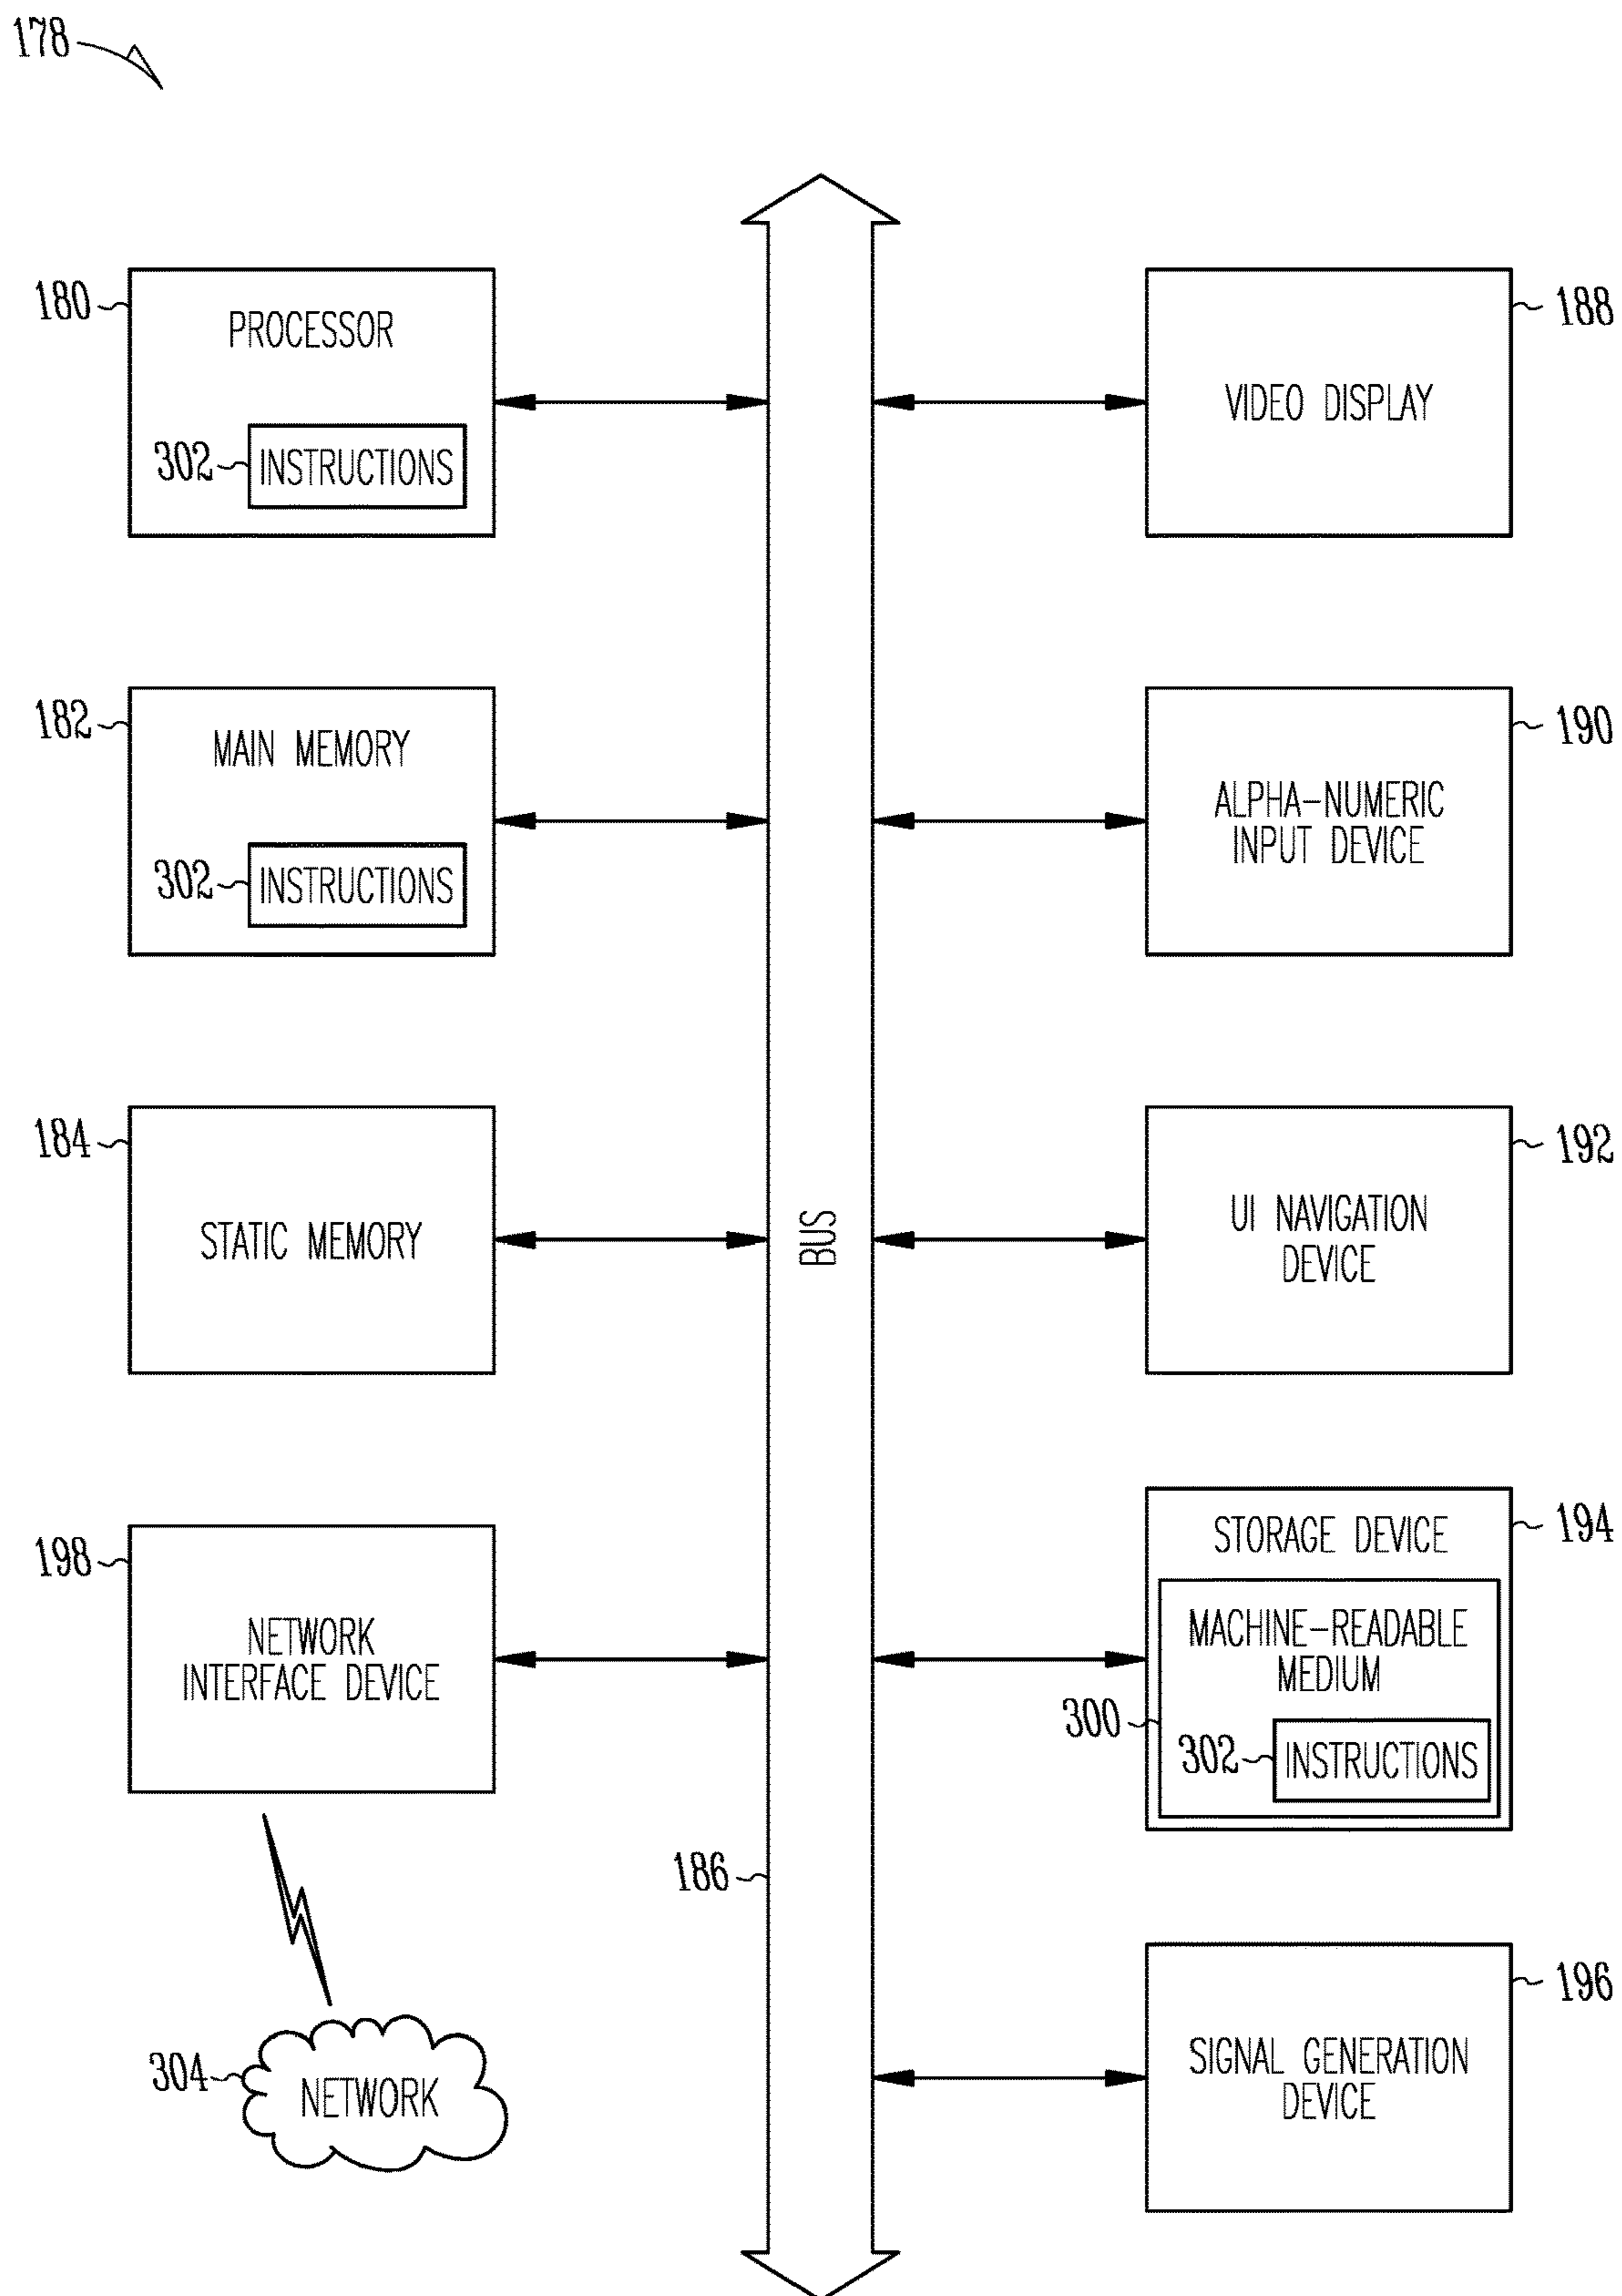 178
180
PROCESSOR
302
INSTRUCTIONS
182
MAIN MEMORY
302
INSTRUCTIONS
184
STATIC MEMORY
198
NETWORK
INTERFACE DEVICE
304
NETWORK
BUS
186
188
VIDEO DISPLAY
190
ALPHA-NUMERIC
INPUT DEVICE
192
UI NAVIGATION
DEVICE
194
STORAGE DEVICE
MACHINE-READABLE
MEDIUM
300
302
INSTRUCTIONS
196
SIGNAL GENERATION
DEVICE